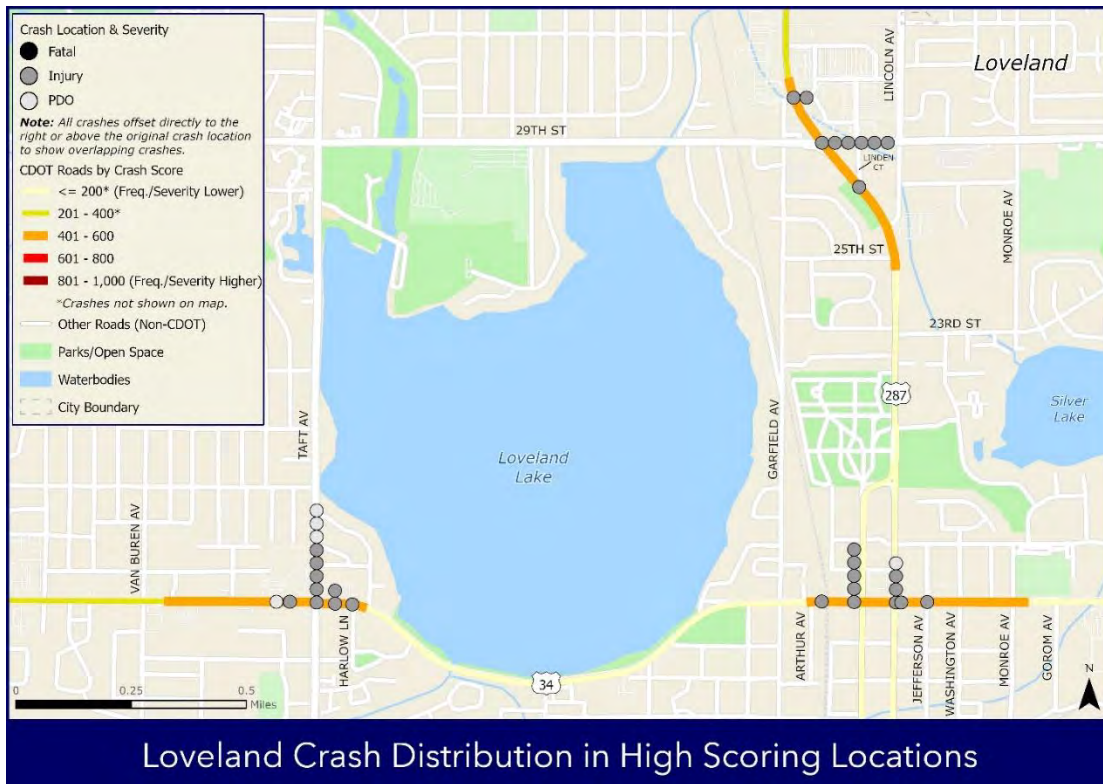 Crash Location & Severity
Fatal
Injury
PDO
Note: All crashes offset directly to the
right or above the original crash location
to show overlapping crashes.
CDOT Roads by Crash Score
<= 200* (Freq./Severity Lower)
201 - 400*
401 - 600
601 - 800
801 - 1,000 (Freq./Severity Higher)
*Crashes not shown on map.
Other Roads (Non-CDOT)
Parks/Open Space
Waterbodies
City Boundary
LINCOLN AV
Loveland
29TH ST
LINDEN
CT
MONROE AV
25TH ST
23RD ST
287
Silver
Lake
TAFT AV
Loveland
Lake
GARFIELD AV
VAN BUREN AV
HARLOW LN
34
ARTHUR AV
JEFFERSON AV
WASHINGTON AV
MONROE AV
GOROM AV
N
0 0.25 0.5
Miles
Loveland Crash Distribution in High Scoring Locations